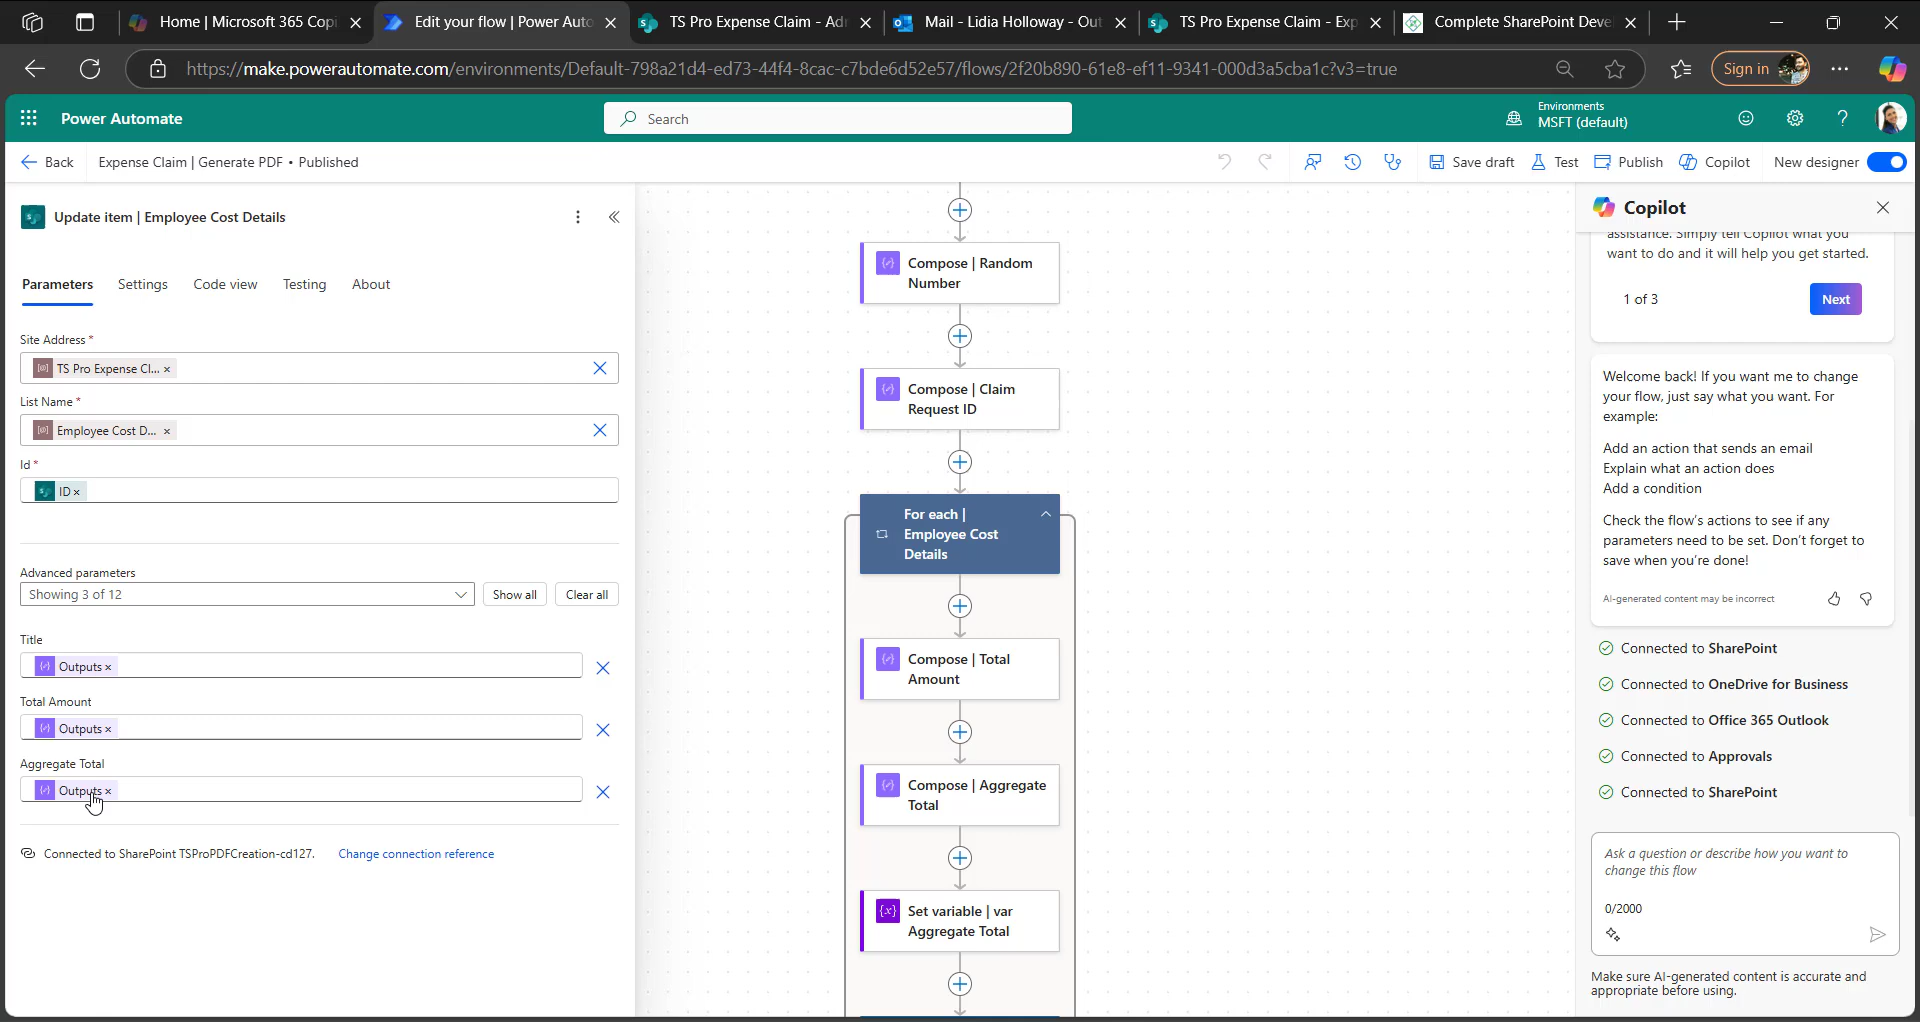 Home | Microsoft 365 Copi
Edit your flow | Power Auto
TS Pro Expense Claim - Adr
Mail - Lidia Holloway - Out
TS Pro Expense Claim - Exp
Complete SharePoint Deve
https://make.powerautomate.com/environments/Default-798a21d4-ed73-44f4-8cac-c7bde6d52e57/flows/2f20b890-61e8-ef11-9341-000d3a5cba1c?v3=true
Sign in
Power Automate
Search
Environments
MSFT (default)
Back
Expense Claim | Generate PDF • Published
Save draft
Test
Publish
Copilot
New designer
Update item | Employee Cost Details
Parameters
Settings
Code view
Testing
About
Site Address *
TS Pro Expense Cl...
List Name *
Employee Cost D...
Id *
ID
Advanced parameters
Showing 3 of 12
Show all
Clear all
Title
Outputs
Total Amount
Outputs
Aggregate Total
Outputs
Connected to SharePoint TSProPDFCreation-cd127.
Change connection reference
Compose | Random
Number
Compose | Claim
Request ID
For each |
Employee Cost
Details
Compose | Total
Amount
Compose | Aggregate
Total
Set variable | var
Aggregate Total
Copilot
assistance. Simply tell Copilot what you
want to do and it will help you get started.
1 of 3
Next
Welcome back! If you want me to change
your flow, just say what you want. For
example:
Add an action that sends an email
Explain what an action does
Add a condition
Check the flow's actions to see if any
parameters need to be set. Don't forget to
save when you're done!
AI-generated content may be incorrect
Connected to SharePoint
Connected to OneDrive for Business
Connected to Office 365 Outlook
Connected to Approvals
Connected to SharePoint
Ask a question or describe how you want to
change this flow
0/2000
Make sure AI-generated content is accurate and
appropriate before using.